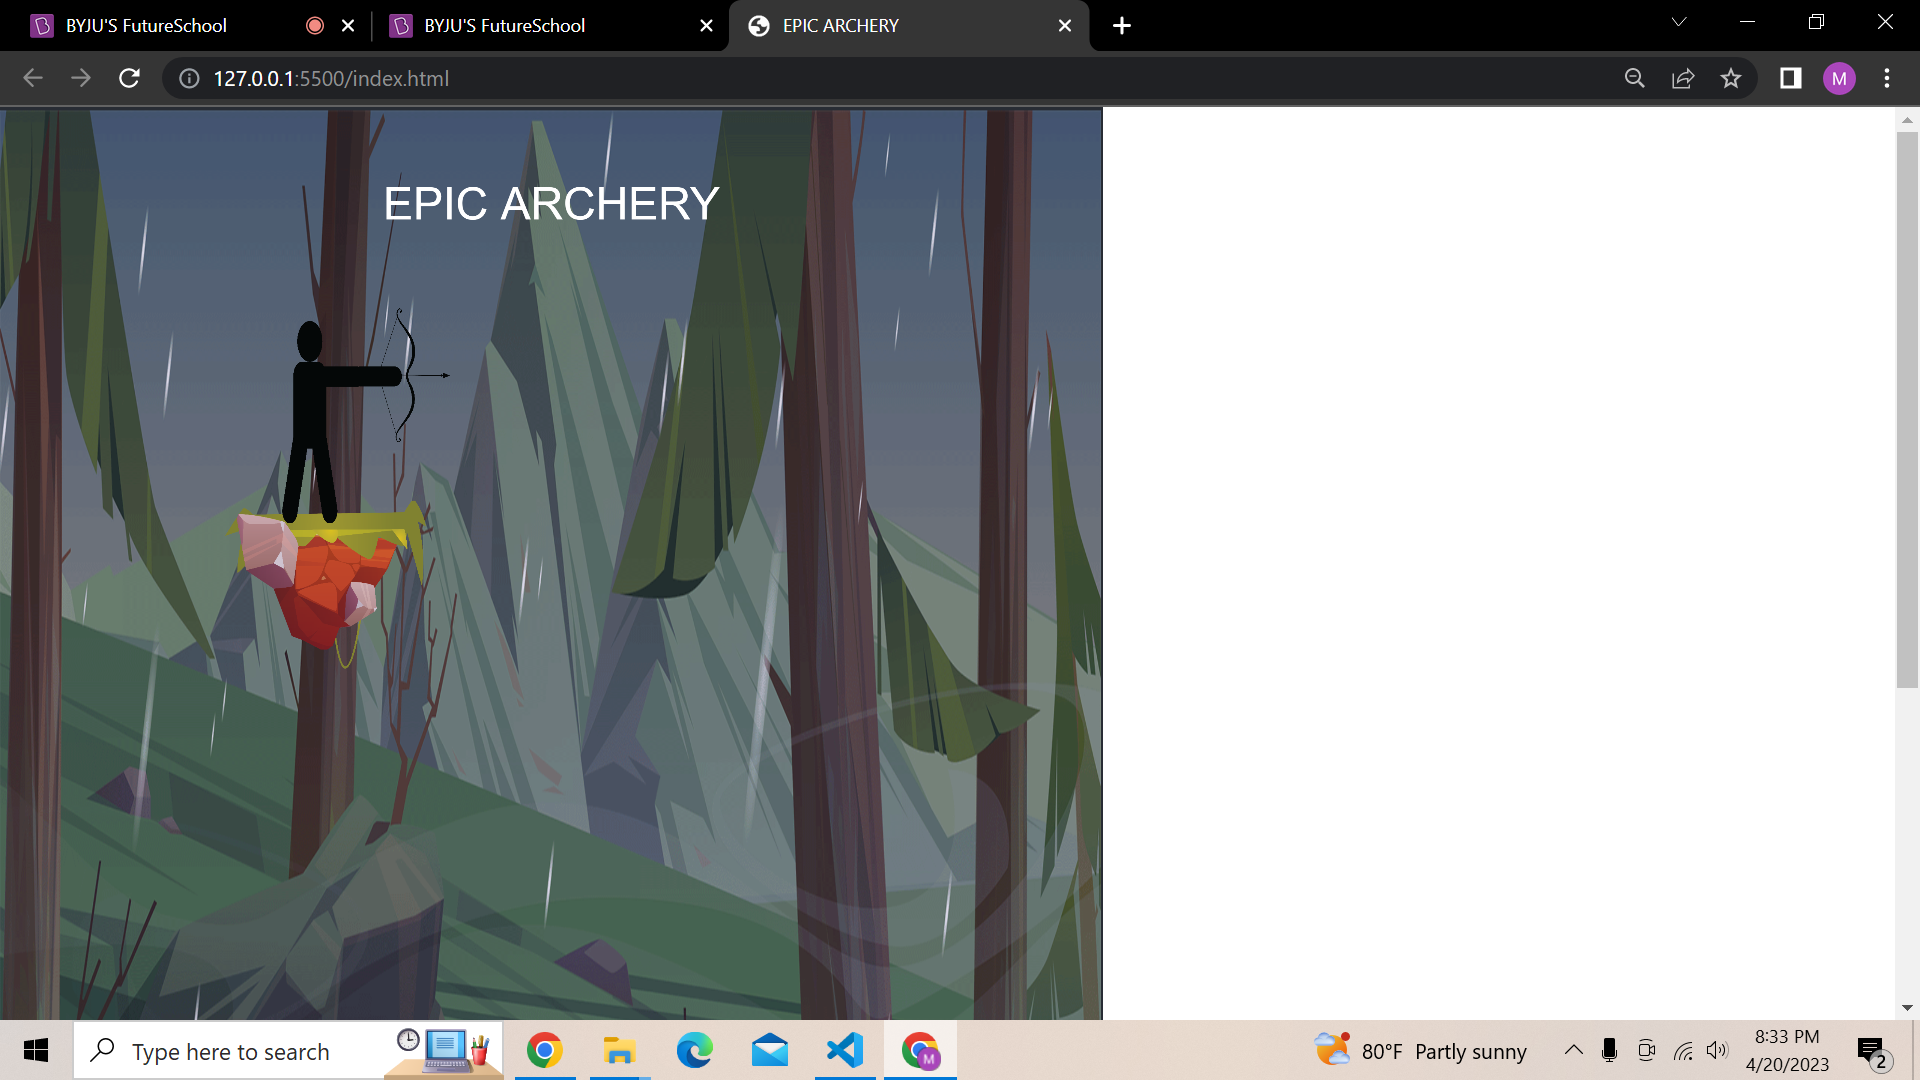 BYJU'S FutureSchool
BYJU'S FutureSchool
EPIC ARCHERY
127.0.0.1:5500/index.html
M
EPIC ARCHERY
Type here to search
M
80°F Partly sunny
8:33 PM
4/20/2023
2